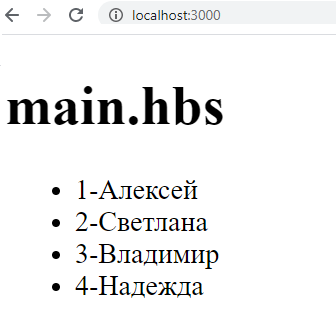 localhost:3000
main.hbs
1-Алексей
2-Светлана
3-Владимир
4-Надежда